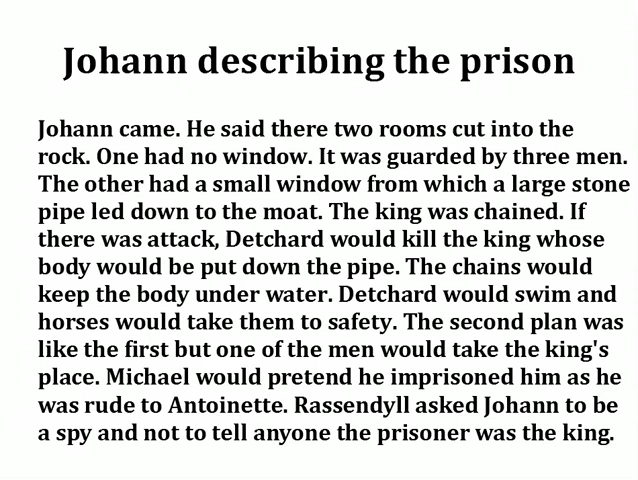 Johann describing the prison
Johann came. He said there two rooms cut into the
rock. One had no window. It was guarded by three men.
The other had a small window from which a large stone
pipe led down to the moat. The king was chained. If
there was attack, Detchard would kill the king whose
body would be put down the pipe. The chains would
keep the body under water. Detchard would swim and
horses would take them to safety. The second plan was
like the first but one of the men would take the king's
place. Michael would pretend he imprisoned him as he
was rude to Antoinette. Rassendyll asked Johann to be
a spy and not to tell anyone the prisoner was the king.